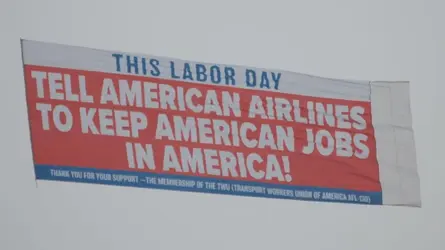 THIS LABOR DAY
TELL AMERICAN AIRLINES
TO KEEP AMERICAN JOBS
IN AMERICA!
THANK YOU FOR YOUR SUPPORT —THE MEMBERSHIP IN THE TWU (TRANSPORT WORKERS UNION OF AMERICA AFL-CIO)